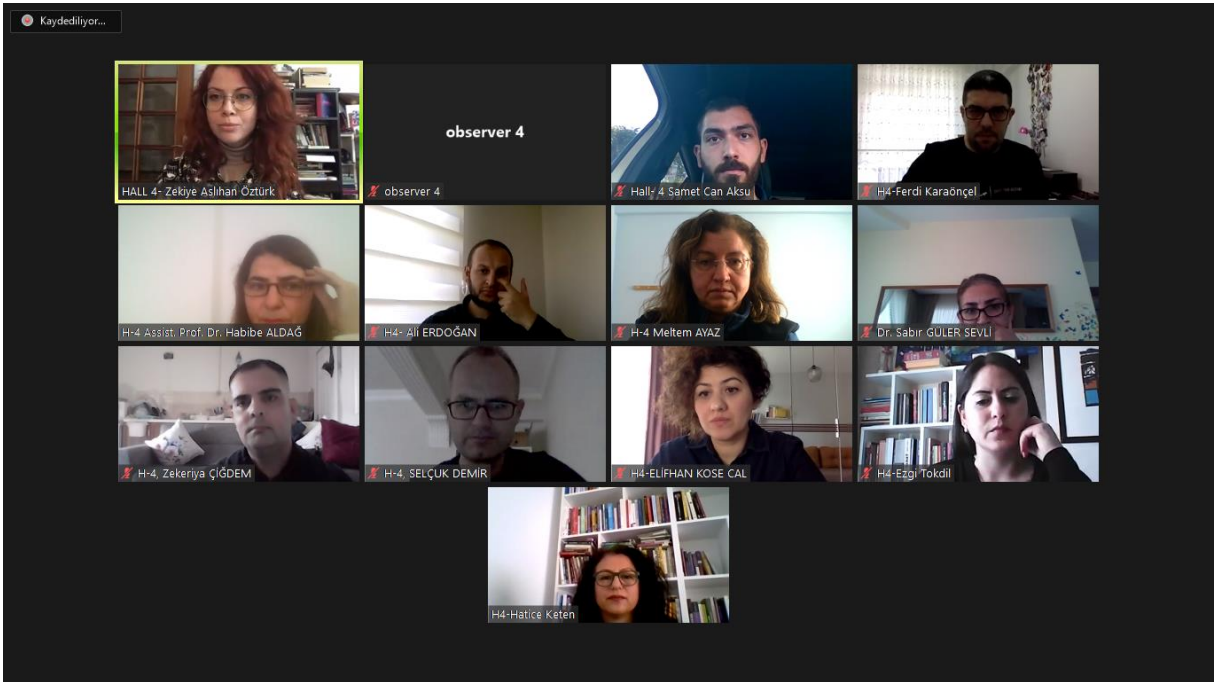 Kaydediliyor...
HALL 4- Zekiye Aslıhan Öztürk
observer 4
observer 4
Hall- 4 Samet Can Aksu
H4-Ferdi Karaönçel
H-4 Assist. Prof. Dr. Habibe ALDAĞ
H4- Ali ERDOĞAN
H-4 Meltem AYAZ
Dr. Sabır GÜLER SEVLİ
H-4, Zekeriya ÇİĞDEM
H-4, SELÇUK DEMİR
H4-ELİFHAN KOSE CAL
H4-Ezgi Tokdil
H4-Hatice Keten